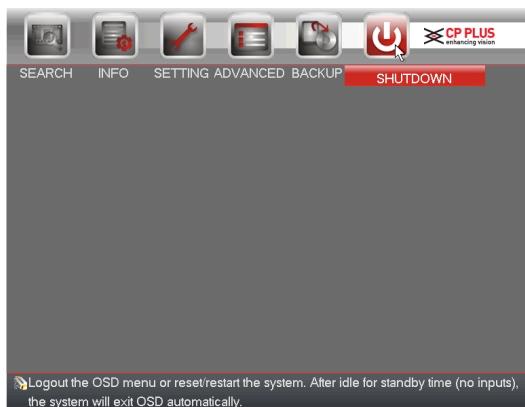 CP PLUS
enhancing vision
SEARCH INFO SETTING ADVANCED BACKUP SHUTDOWN
Logout the OSD menu or reset/restart the system. After idle for standby time (no inputs),
the system will exit OSD automatically.